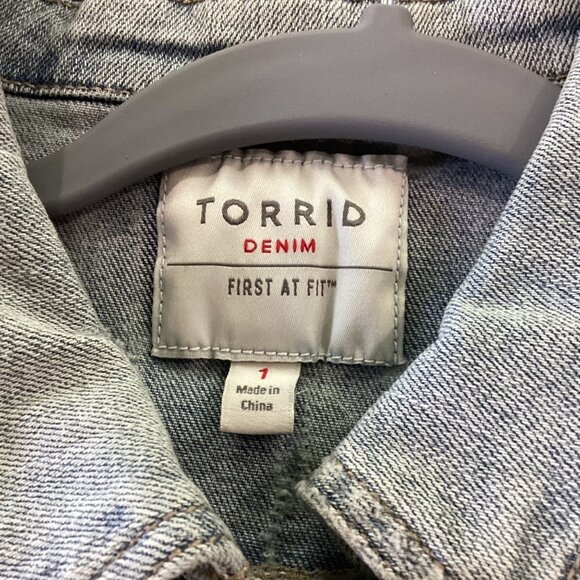 TORRID
DENIM
FIRST AT FIT™
1
Made in
China